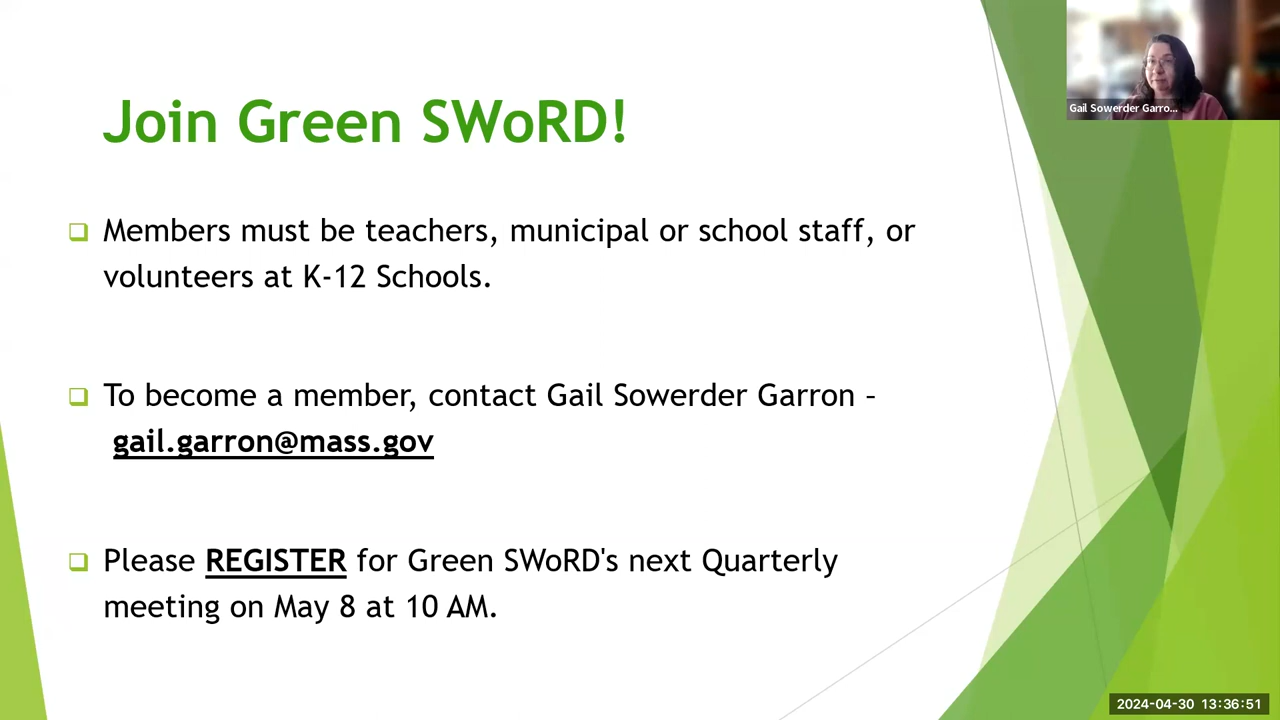 Gail Sowerder Garro...
Join Green SWoRD!
Members must be teachers, municipal or school staff, or
volunteers at K-12 Schools.
To become a member, contact Gail Sowerder Garron –
gail.garron@mass.gov
Please REGISTER for Green SWoRD's next Quarterly
meeting on May 8 at 10 AM.
2024-04-30 13:36:51